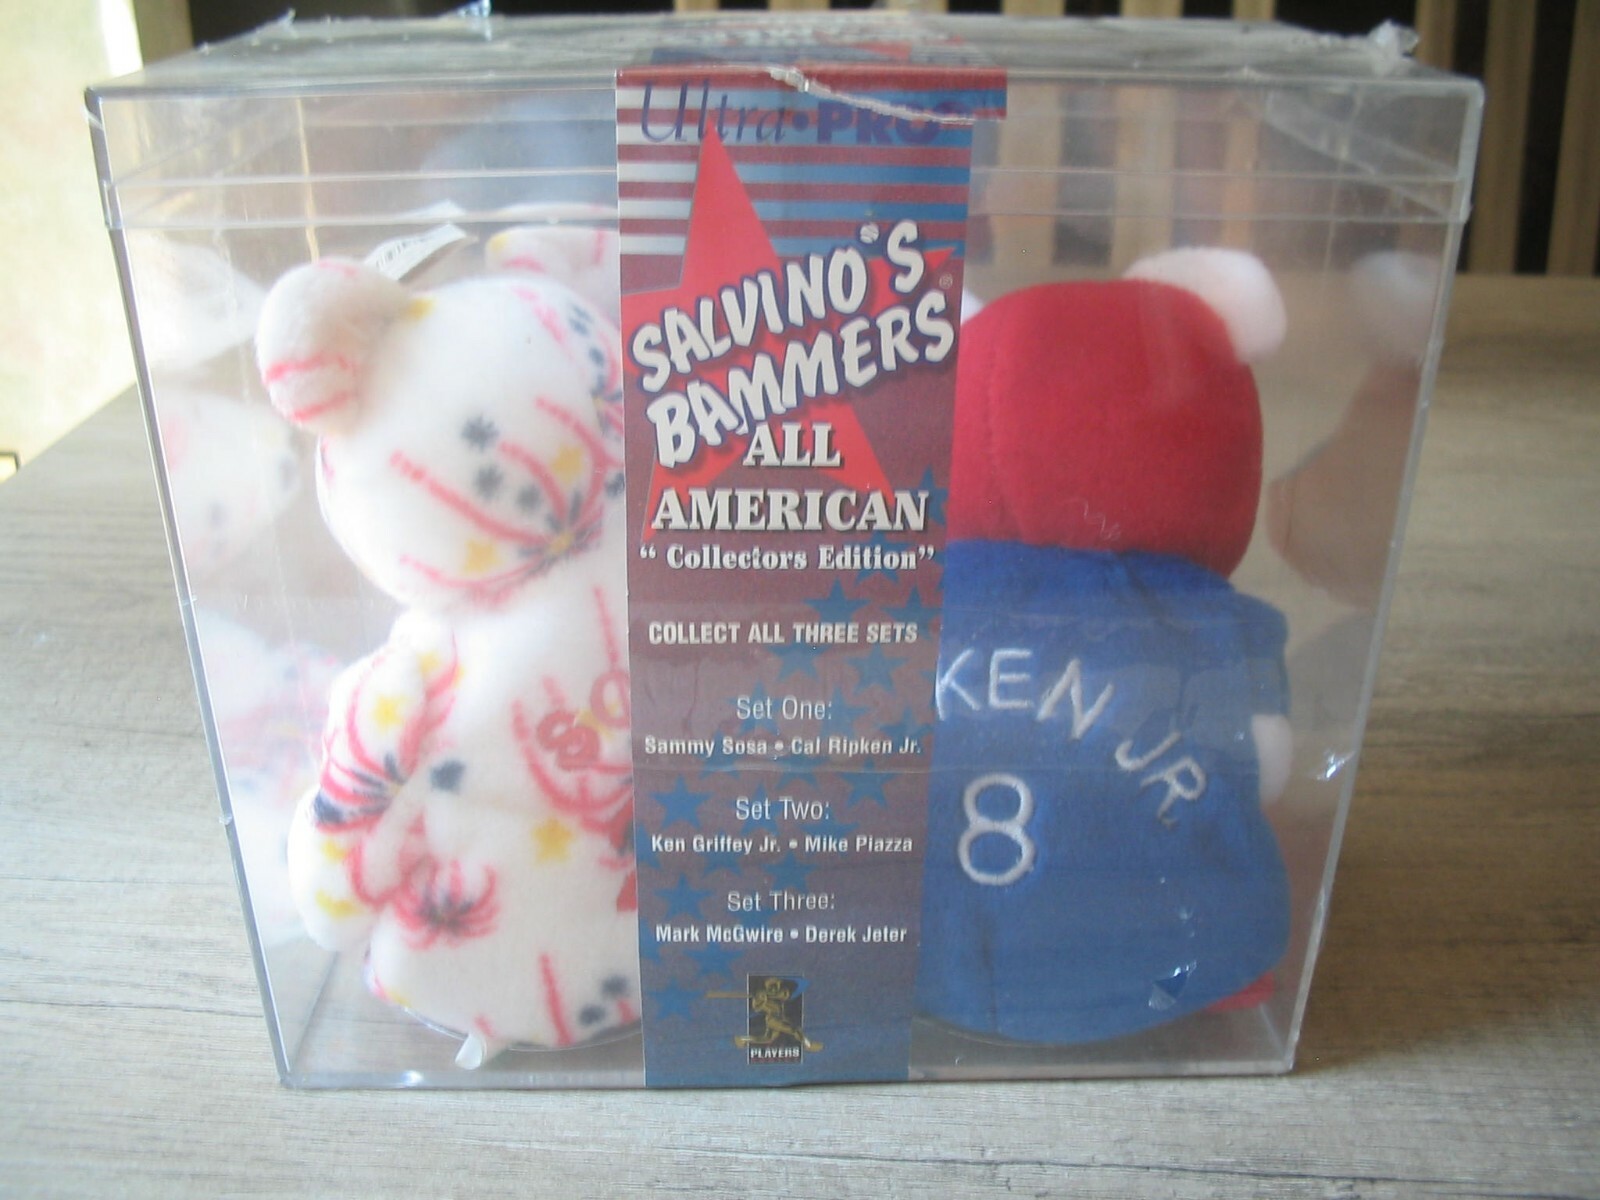 Ultra•PRO
SALVINO'S
BAMMERS®
ALL
AMERICAN
“ Collectors Edition”
COLLECT ALL THREE SETS
Set One:
Sammy Sosa • Cal Ripken Jr.
Set Two:
Ken Griffey Jr. • Mike Piazza
Set Three:
Mark McGwire • Derek Jeter
PLAYERS
SO
KEN JR
8